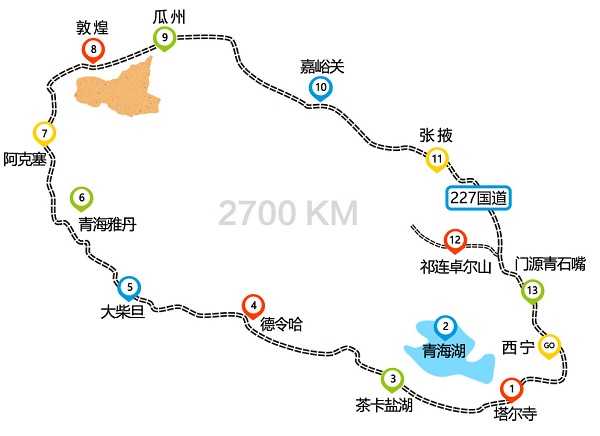 瓜州
9
敦煌
8
嘉峪关
10
7
阿克塞
张掖
11
6
青海雅丹
227国道
2700 KM
12
祁连卓尔山
门源青石嘴
13
5
大柴旦
4
德令哈
2
青海湖
西宁
GO
3
茶卡盐湖
1
塔尔寺